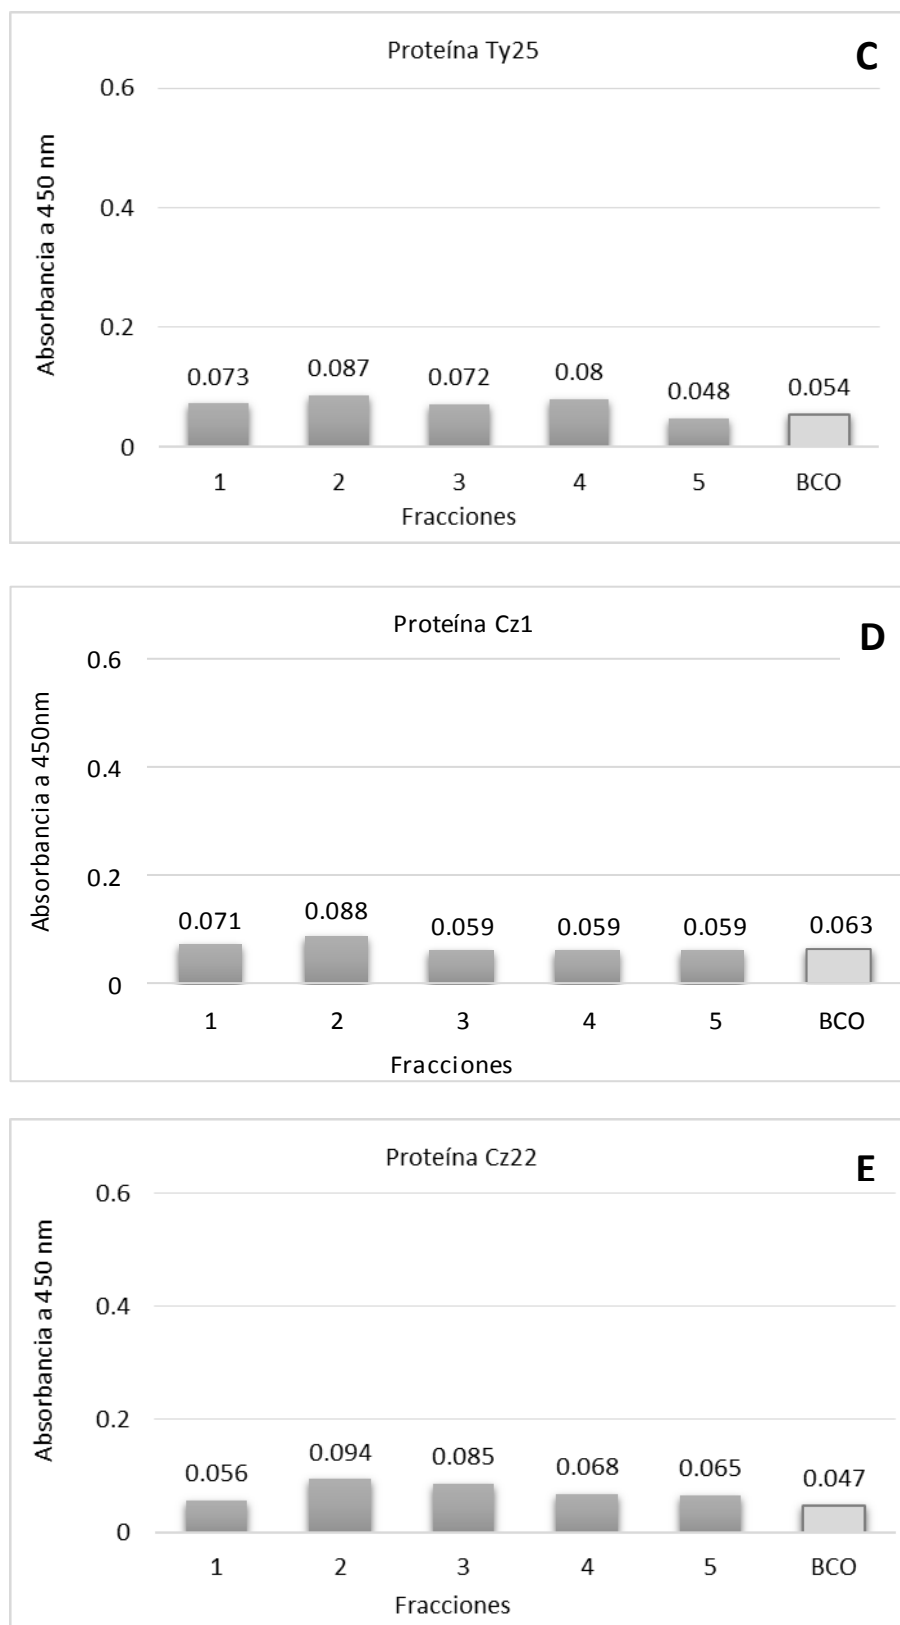 Proteína Ty25
C
Absorbancia a 450 nm
0.6
0.4
0.2
0
0.073 0.087 0.072 0.08 0.048 0.054
1 2 3 4 5 BCO
Fracciones
Proteína Cz1
D
Absorbancia a 450nm
0.6
0.4
0.2
0
0.071 0.088 0.059 0.059 0.059 0.063
1 2 3 4 5 BCO
Fracciones
Proteína Cz22
E
Absorbancia a 450 nm
0.6
0.4
0.2
0
0.056 0.094 0.085 0.068 0.065 0.047
1 2 3 4 5 BCO
Fracciones